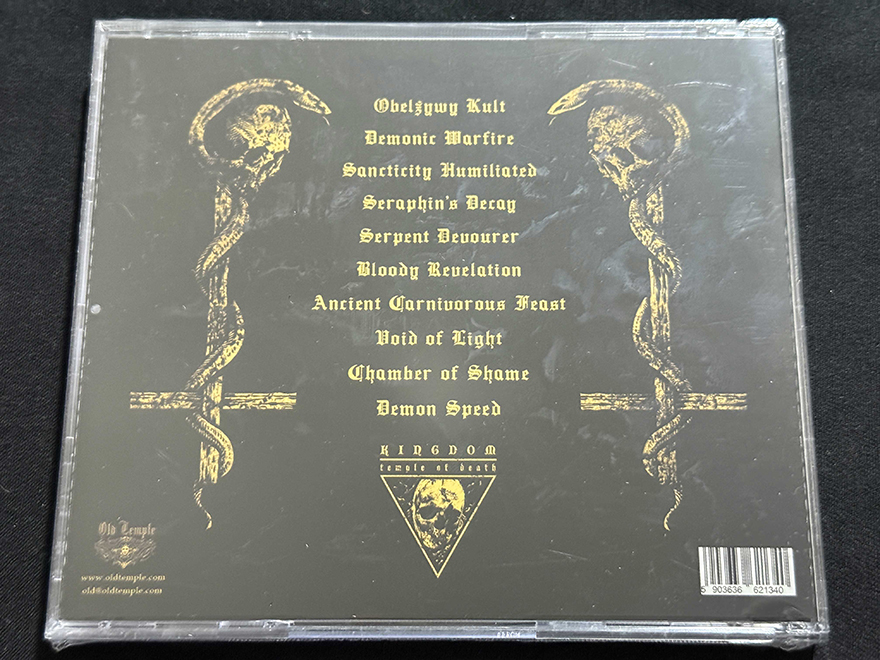 Obelżywy Kult
Demonic Warfire
Sancticity Humiliated
Seraphin's Decay
Serpent Devourer
Bloody Revelation
Ancient Carnivorous Feast
Void of Light
Chamber of Shame
Demon Speed
KINGDOM
temple of death
Old Temple
www.oldtemple.com
old@oldtemple.com
5 903636 621340